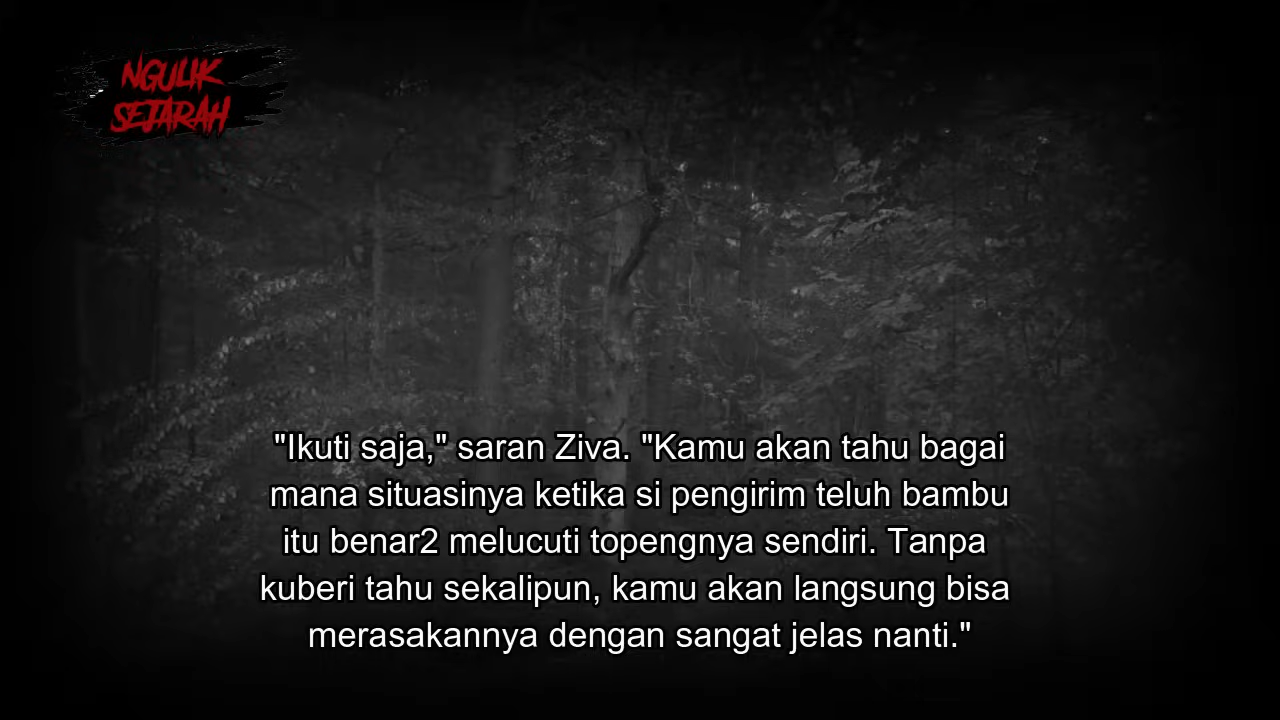 NGULIK
SEJARAH
"Ikuti saja," saran Ziva. "Kamu akan tahu bagai
mana situasinya ketika si pengirim teluh bambu
itu benar2 melucuti topengnya sendiri. Tanpa
kuberi tahu sekalipun, kamu akan langsung bisa
merasakannya dengan sangat jelas nanti."